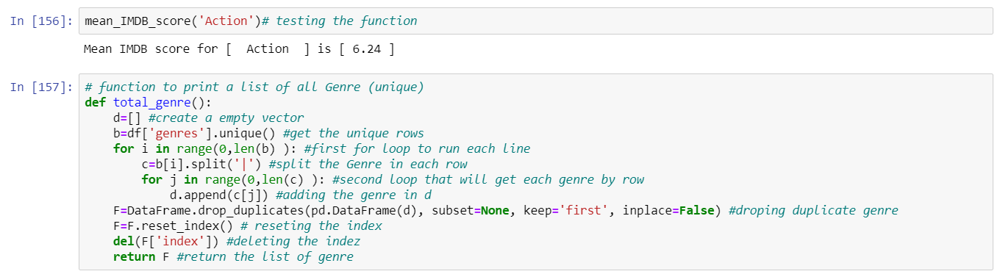 In [156]: mean_IMDB_score('Action')# testing the function
Mean IMDB score for [  Action  ] is [ 6.24 ]
In [157]: # function to print a list of all Genre (unique)
def total_genre():
    d=[] #create a empty vector
    b=df['genres'].unique() #get the unique rows
    for i in range(0,len(b) ): #first for loop to run each line
        c=b[i].split('|') #split the Genre in each row
        for j in range(0,len(c) ): #second loop that will get each genre by row
            d.append(c[j]) #adding the genre in d
    F=DataFrame.drop_duplicates(pd.DataFrame(d), subset=None, keep='first', inplace=False) #droping duplicate genre
    F=F.reset_index() # reseting the index
    del(F['index']) #deleting the indez
    return F #return the list of genre